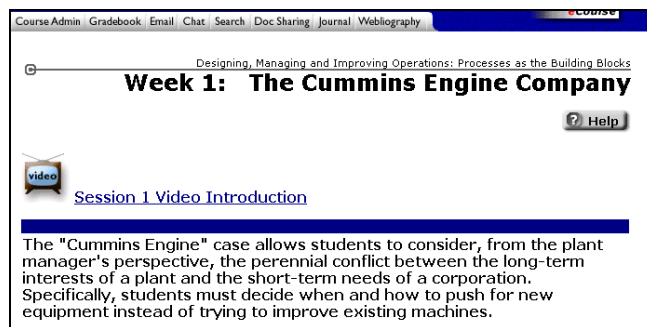 Course Admin Gradebook Email Chat Search Doc Sharing Journal Webliography
eCourse
Designing, Managing and Improving Operations: Processes as the Building Blocks
Week 1: The Cummins Engine Company
? Help
video
Session 1 Video Introduction
The "Cummins Engine" case allows students to consider, from the plant
manager's perspective, the perennial conflict between the long-term
interests of a plant and the short-term needs of a corporation.
Specifically, students must decide when and how to push for new
equipment instead of trying to improve existing machines.